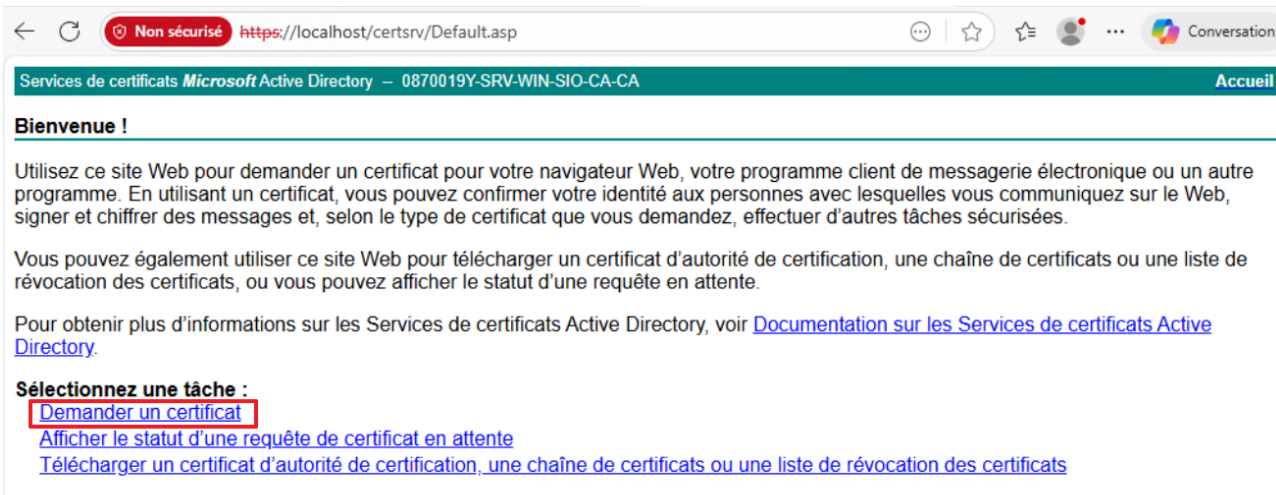 Non sécurisé https://localhost/certsrv/Default.asp ... Conversation
Services de certificats Microsoft Active Directory -- 0870019Y-SRV-WIN-SIO-CA-CA Accueil
Bienvenue !
Utilisez ce site Web pour demander un certificat pour votre navigateur Web, votre programme client de messagerie électronique ou un autre
programme. En utilisant un certificat, vous pouvez confirmer votre identité aux personnes avec lesquelles vous communiquez sur le Web,
signer et chiffrer des messages et, selon le type de certificat que vous demandez, effectuer d'autres tâches sécurisées.
Vous pouvez également utiliser ce site Web pour télécharger un certificat d'autorité de certification, une chaîne de certificats ou une liste de
révocation des certificats, ou vous pouvez afficher le statut d'une requête en attente.
Pour obtenir plus d'informations sur les Services de certificats Active Directory, voir Documentation sur les Services de certificats Active
Directory.
Sélectionnez une tâche :
Demander un certificat
Afficher le statut d'une requête de certificat en attente
Télécharger un certificat d'autorité de certification, une chaîne de certificats ou une liste de révocation des certificats